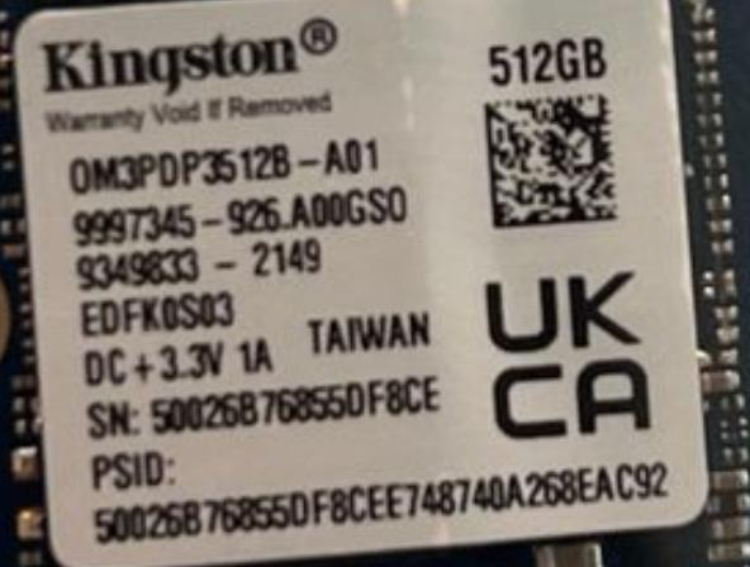 Kingston®
512GB
Warranty Void If Removed
OM3PDP3512B-A01
9997345-926.A00GS0
9349833 - 2149
EDFK0S03
DC+3.3V 1A TAIWAN
SN: 50026B76855DF8CE
PSID:
50026B76855DF8CEE748740A268EAC92
UK
CA